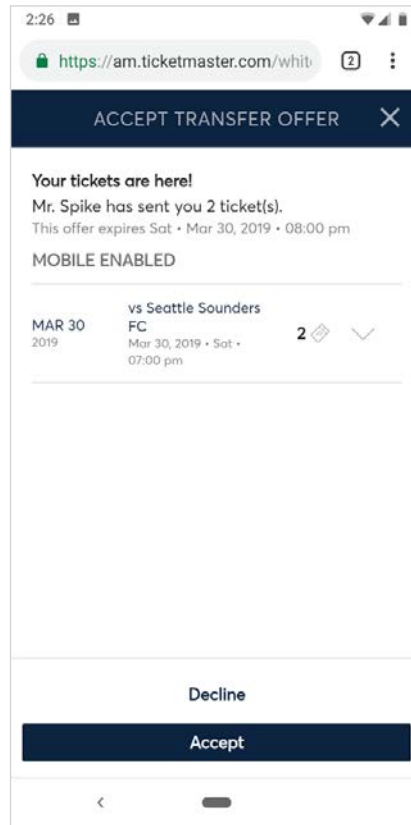 2:26
https://am.ticketmaster.com/whit
2
ACCEPT TRANSFER OFFER
Your tickets are here!
Mr. Spike has sent you 2 ticket(s).
This offer expires Sat • Mar 30, 2019 • 08:00 pm
MOBILE ENABLED
MAR 30
2019
vs Seattle Sounders
FC
Mar 30, 2019 • Sat •
07:00 pm
2
Decline
Accept